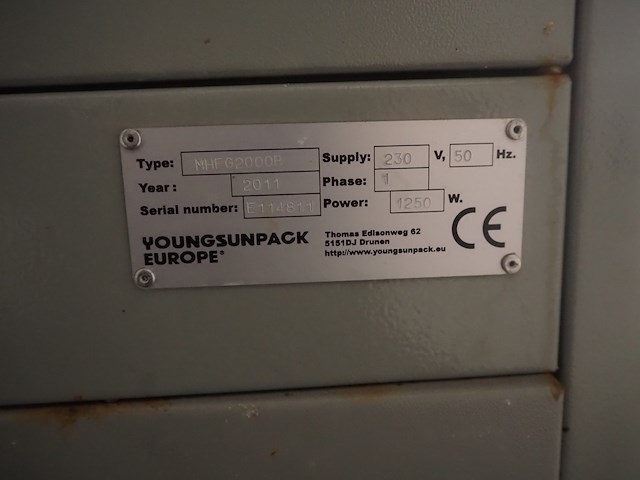 Type: MHFG2000B Supply: 230 V, 50 Hz.
Year: 2011 Phase: 1
Serial number: Power: 1250 W.
YOUNGSUNPACK
EUROPE®
Thomas Edisonweg 62
5151DJ Drunen
http://www.youngsunpack.eu
CE